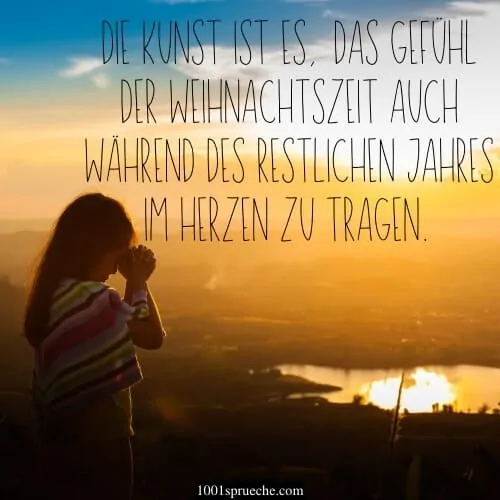 DIE KUNST IST ES, DAS GEFÜHL
DER WEIHNACHTSZEIT AUCH
WÄHREND DES RESTLICHEN JAHRES
IM HERZEN ZU TRAGEN.
1001sprueche.com